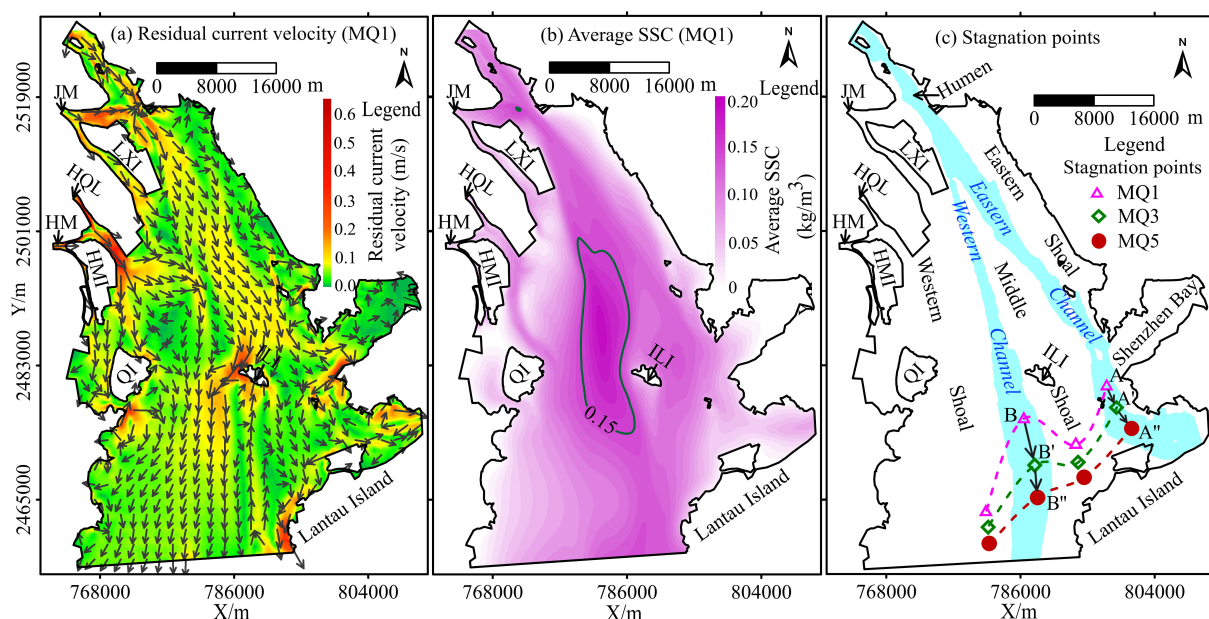 (a) Residual current velocity (MQ1)
N
0 8000 16000 m
JM
Legend
0.6
0.5
0.4
0.3
0.2
0.1
0.0
Residual current
velocity (m/s)
LXI
HQL
HM
HMI
QI
ILI
Lantau Island
Y/m
2519000
2501000
2483000
2465000
768000 786000 804000
X/m
(b) Average SSC (MQ1)
N
0 8000 16000 m
JM
Legend
0.20
0.15
0.10
0.05
0
Average SSC
(kg/m³)
LXI
HQL
HM
HMI
QI
ILI
0.15
Lantau Island
768000 786000 804000
X/m
(c) Stagnation points
N
Humen
0 8000 16000 m
JM
Legend
Stagnation points
MQ1
MQ3
MQ5
LXI
HQL
HM
HMI
QI
ILI
Eastern
Shoal
Eastern
Channel
Western
Channel
Middle
Shoal
Western
Shoal
Shenzhen Bay
A
A'
A"
B
B'
B"
Lantau Island
768000 786000 804000
X/m